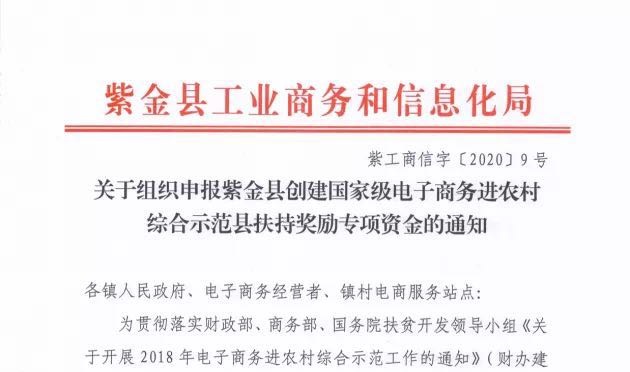 紫金县工业商务和信息化局
紫工商信字〔2020〕9 号
关于组织申报紫金县创建国家级电子商务进农村
综合示范县扶持奖励专项资金的通知
各镇人民政府、电子商务经营者、镇村电商服务站点：
为贯彻落实财政部、商务部、国务院扶贫开发领导小组《关
于开展 2018 年电子商务进农村综合示范工作的通知》（财办建